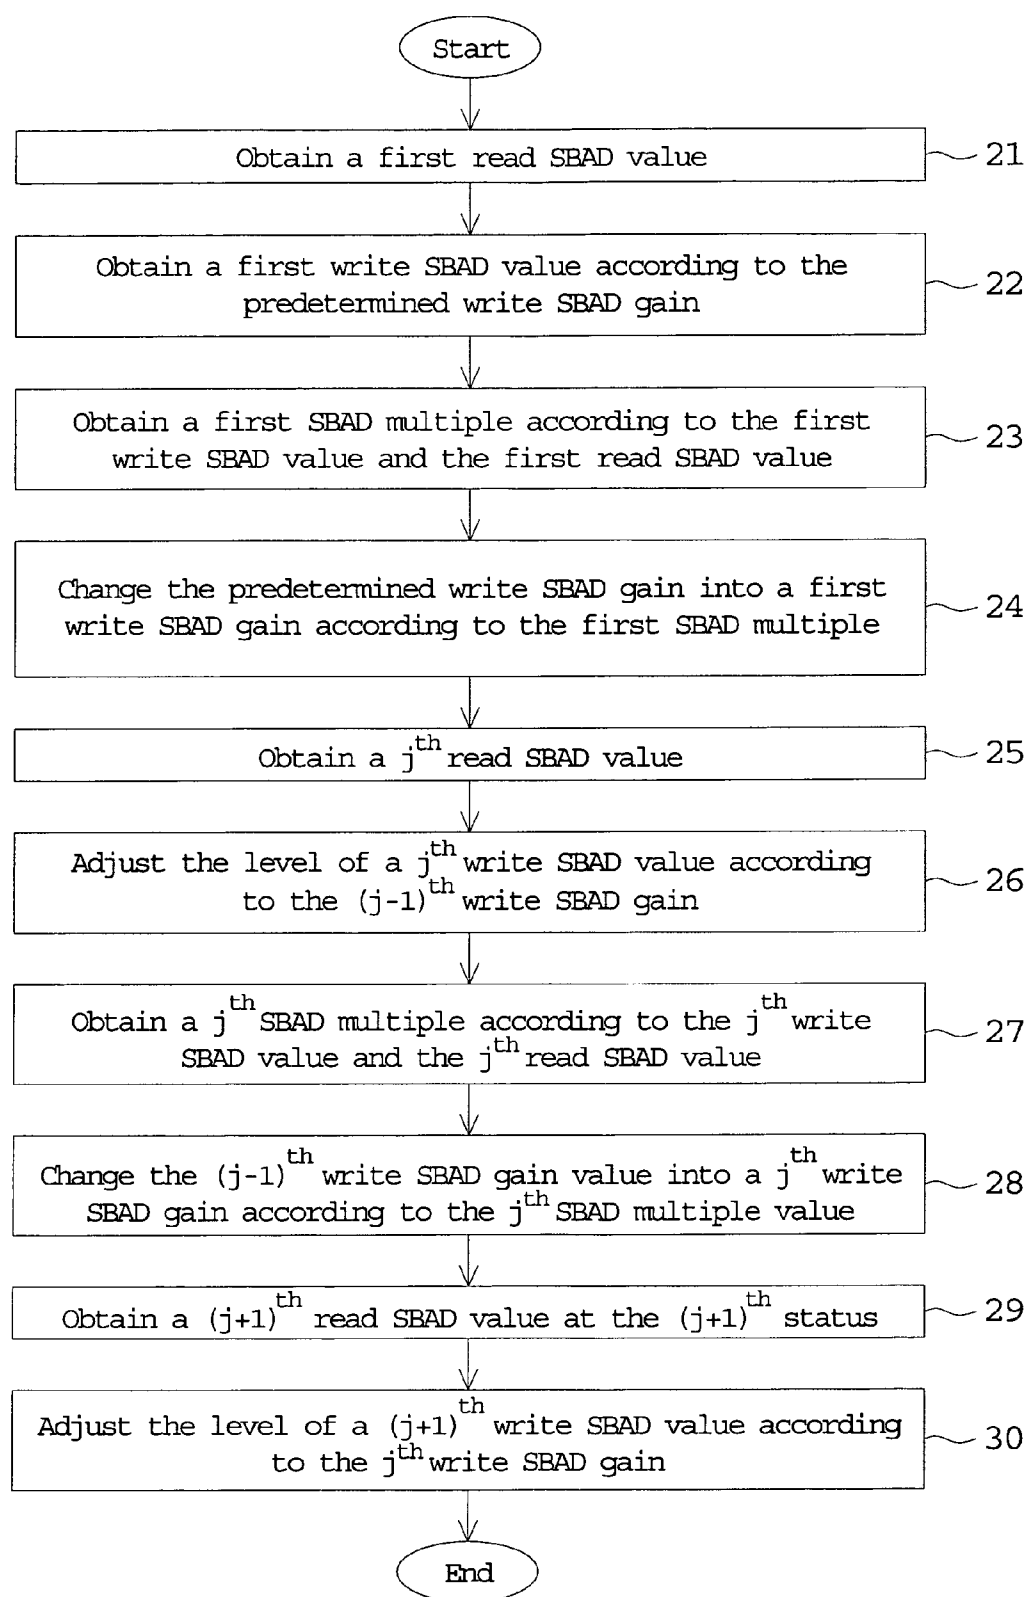 Start
Obtain a first read SBAD value
21
Obtain a first write SBAD value according to the
predetermined write SBAD gain
22
Obtain a first SBAD multiple according to the first
write SBAD value and the first read SBAD value
23
Change the predetermined write SBAD gain into a first
write SBAD gain according to the first SBAD multiple
24
Obtain a j^th read SBAD value
25
Adjust the level of a j^th write SBAD value according
to the (j-1)^th write SBAD gain
26
Obtain a j^th SBAD multiple according to the j^th write
SBAD value and the j^th read SBAD value
27
Change the (j-1)^th write SBAD gain value into a j^th write
SBAD gain according to the j^th SBAD multiple value
28
Obtain a (j+1)^th read SBAD value at the (j+1)^th status
29
Adjust the level of a (j+1)^th write SBAD value according
to the j^th write SBAD gain
30
End